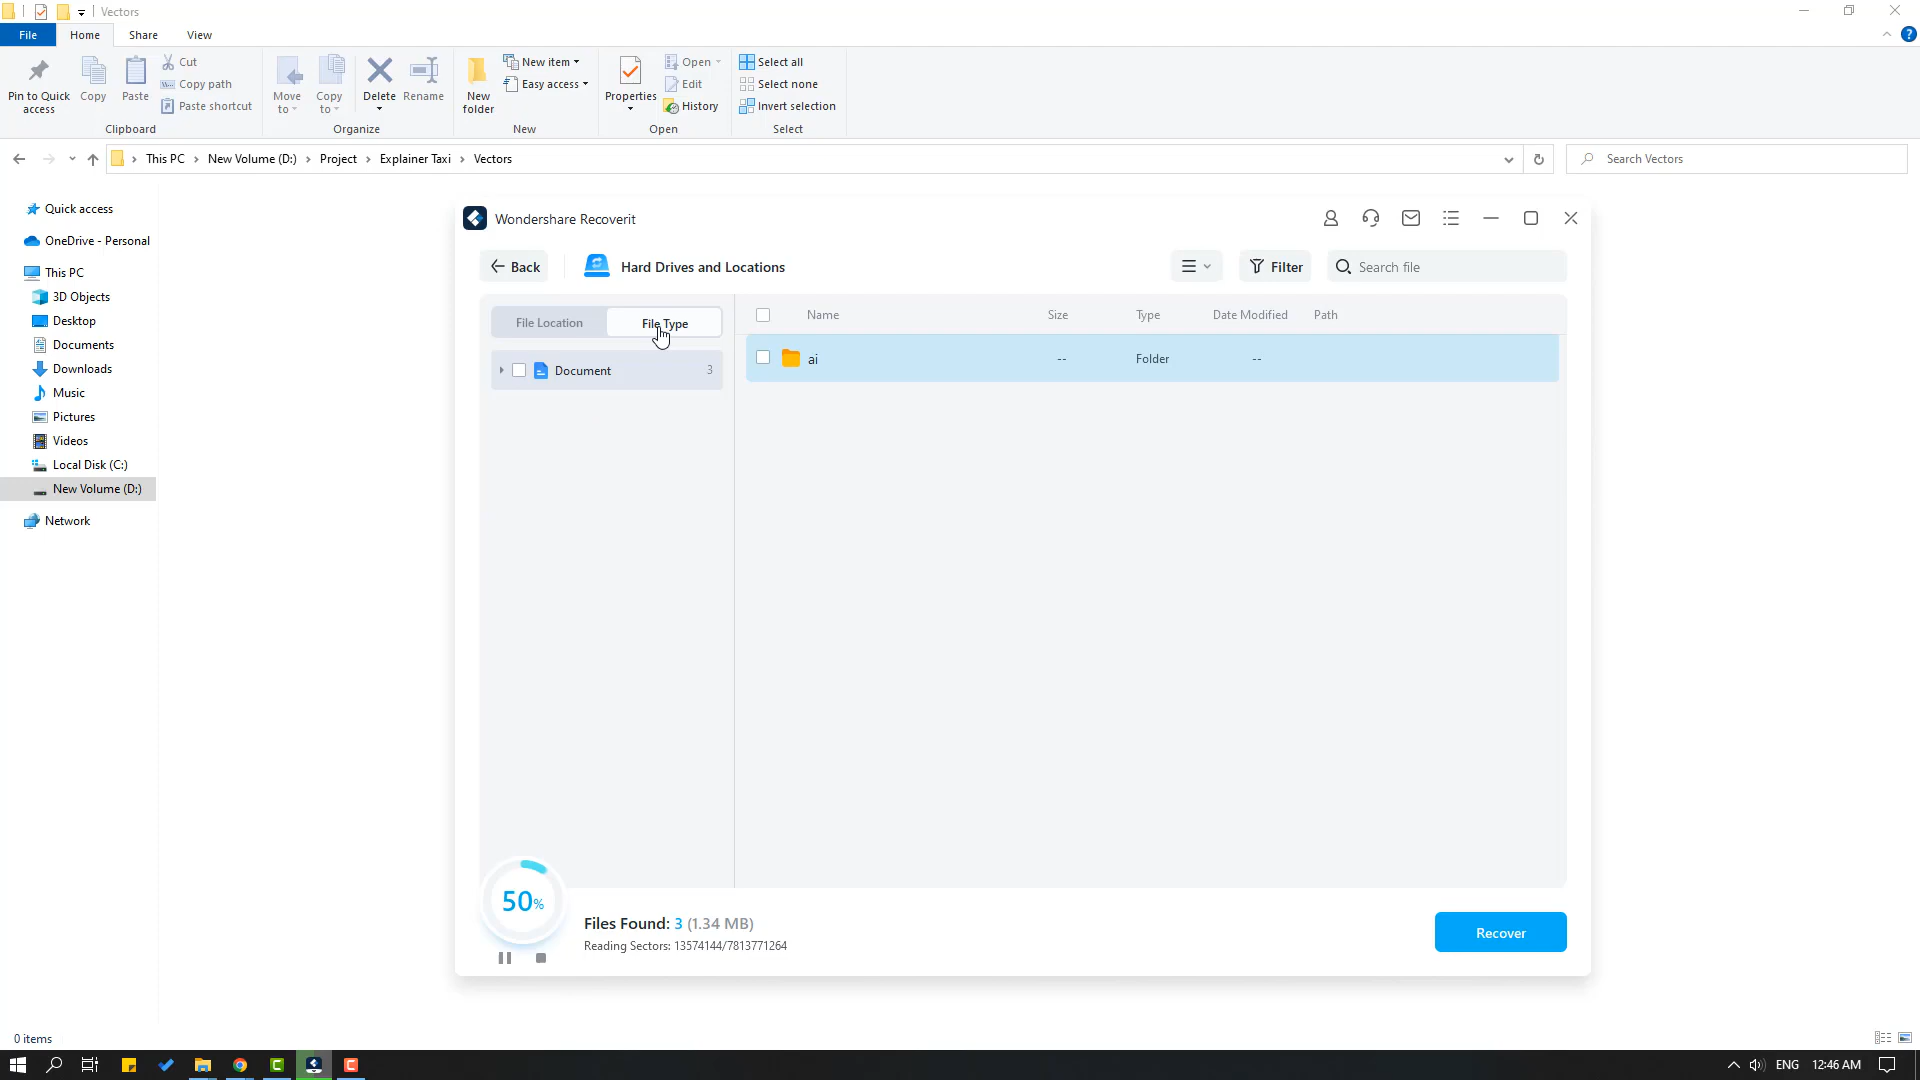 Vectors
File Home Share View
Pin to Quick access
Copy
Paste
Cut
Copy path
Paste shortcut
Clipboard
Move to
Copy to
Delete
Rename
Organize
New folder
New item
Easy access
New
Properties
Open
Edit
History
Open
Select all
Select none
Invert selection
Select
This PC > New Volume (D:) > Project > Explainer Taxi > Vectors
Search Vectors
Quick access
OneDrive - Personal
This PC
3D Objects
Desktop
Documents
Downloads
Music
Pictures
Videos
Local Disk (C:)
New Volume (D:)
Network
Wondershare Recoverit
Back
Hard Drives and Locations
Filter
Search file
File Location
File Type
Document 3
Name Size Type Date Modified Path
ai -- Folder --
50%
Files Found: 3 (1.34 MB)
Reading Sectors: 13574144/7813771264
Recover
0 items
ENG 12:46 AM